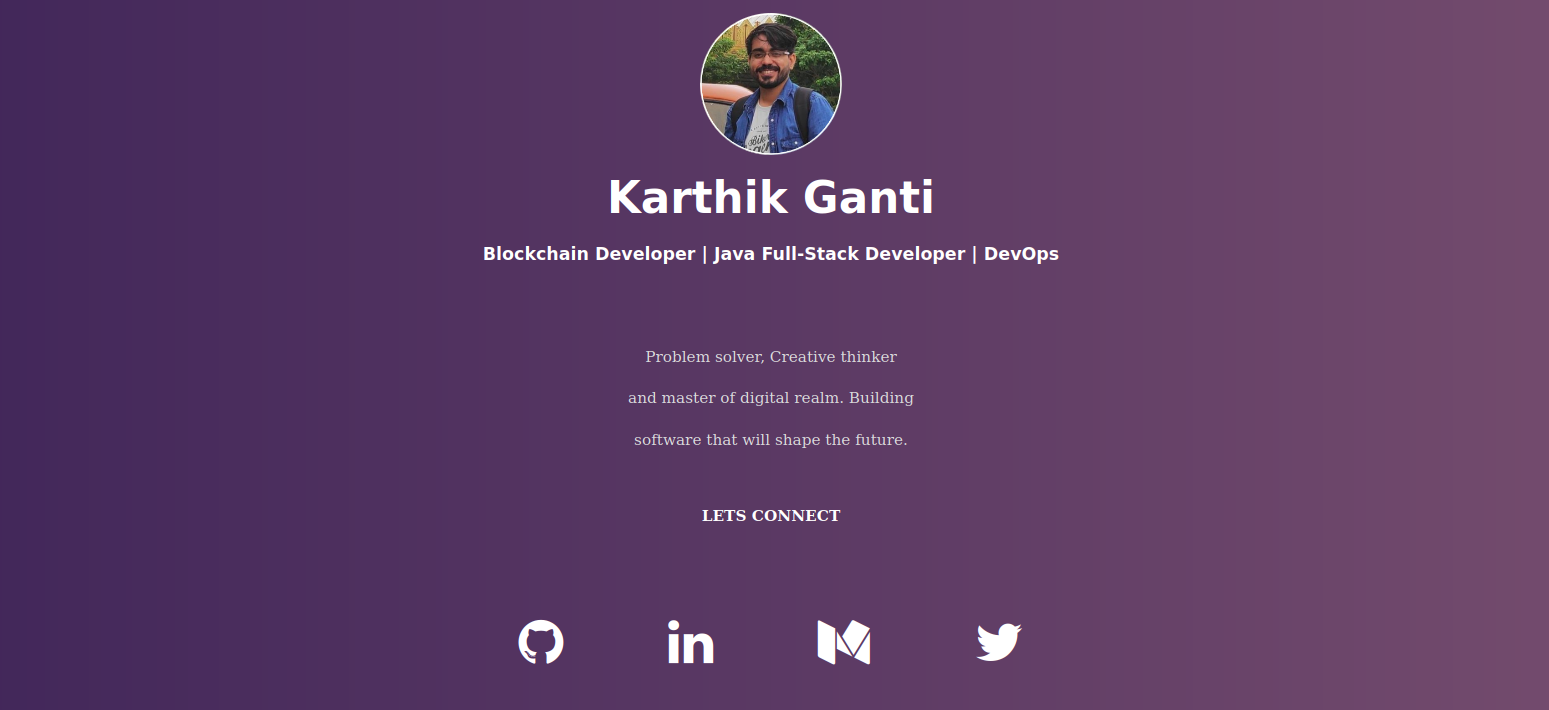 Karthik Ganti
Blockchain Developer | Java Full-Stack Developer | DevOps
Problem solver, Creative thinker
and master of digital realm. Building
software that will shape the future.
LETS CONNECT
in